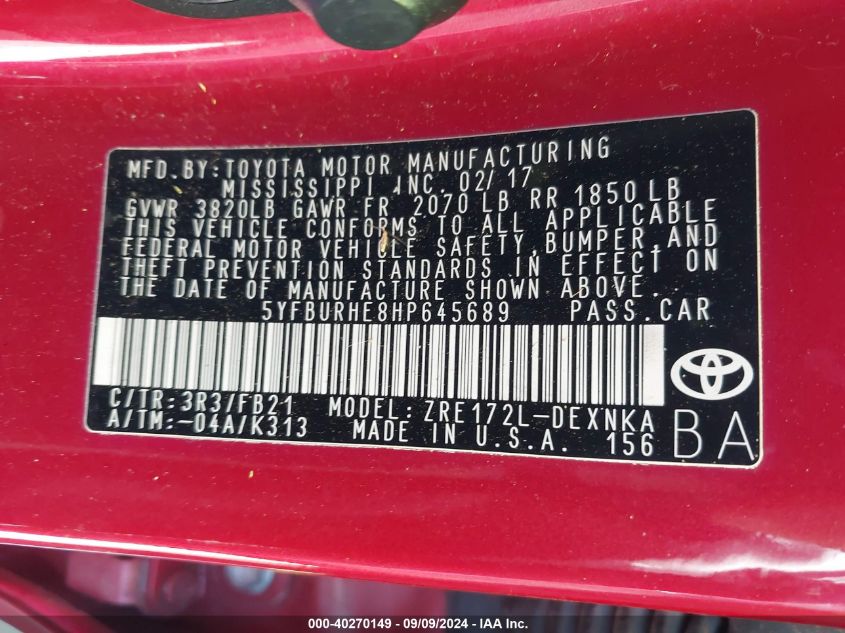 MFD.BY:TOYOTA MOTOR MANUFACTURING
MISSISSIPPI INC. 02/17
GVWR 3820LB GAWR FR 2070 LB RR 1850LB
THIS VEHICLE CONFORMS TO ALL APPLICABLE
FEDERAL MOTOR VEHICLE SAFETY,BUMPER,AND
THEFT PREVENTION STANDARDS IN EFFECT ON
THE DATE OF MANUFACTURE SHOWN ABOVE.
5YFBURHE8HP645689 PASS.CAR
C/TR:3R3/FB21 MODEL:ZRE172L-DEXNKA
A/TM:-04A/K313 MADE IN U.S.A. 156
BA
000-40270149 - 09/09/2024 - IAA, Inc.